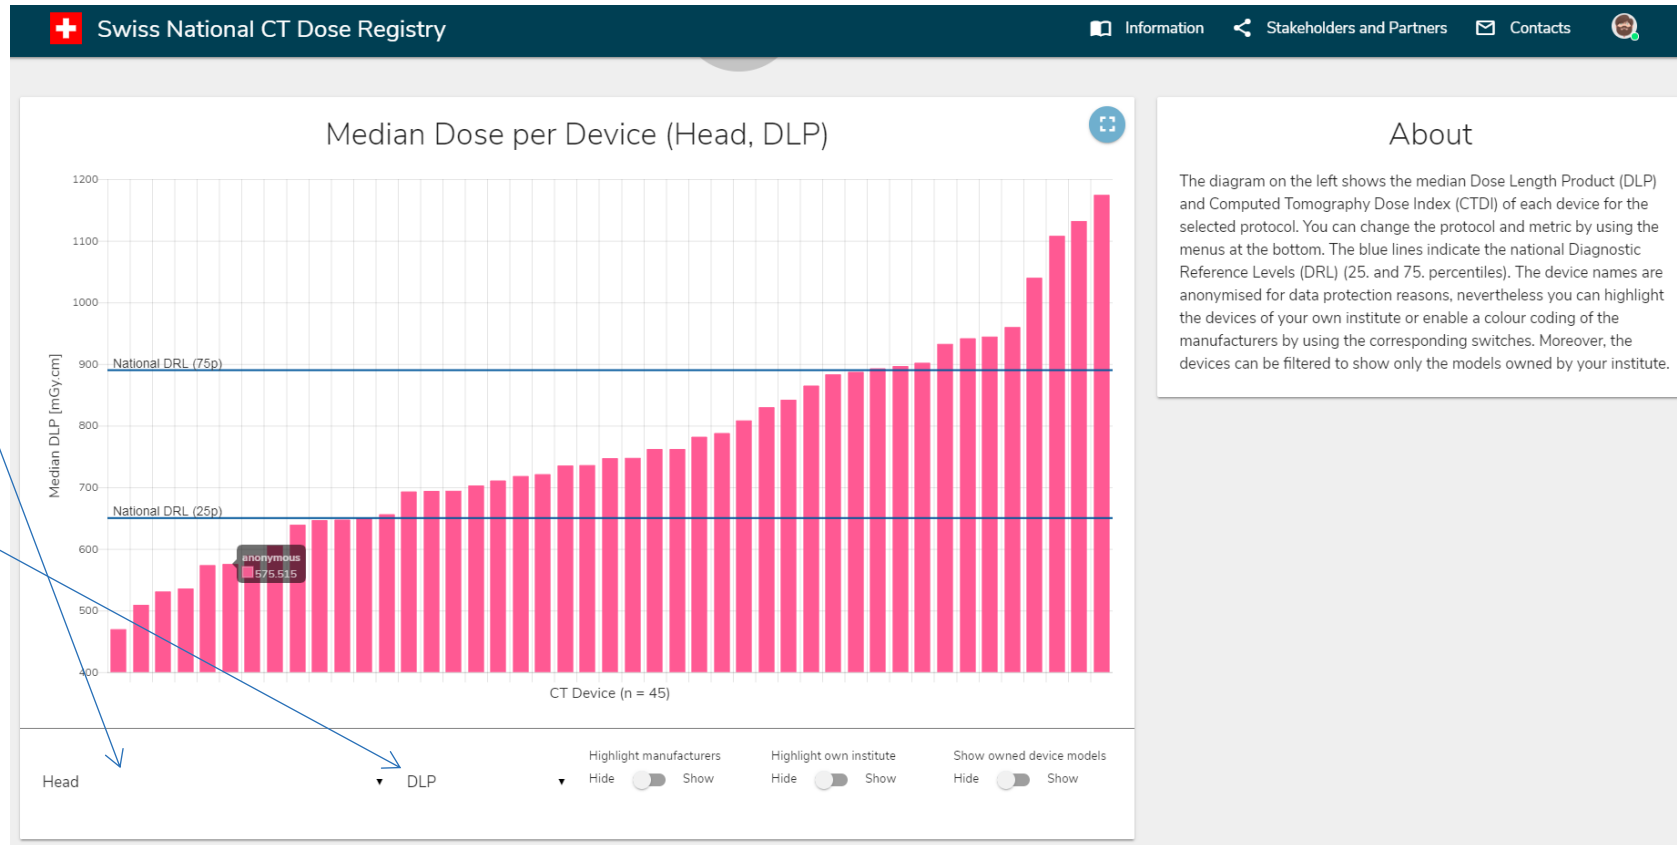 Swiss National CT Dose Registry
Information
Stakeholders and Partners
Contacts
Median Dose per Device (Head, DLP)
1200
1100
1000
900
800
700
600
500
400
Median DLP [mGy.cm]
National DRL (75p)
National DRL (25p)
anonymous
575.515
CT Device (n = 45)
Head
DLP
Highlight manufacturers
Hide Show
Highlight own institute
Hide Show
Show owned device models
Hide Show
About
The diagram on the left shows the median Dose Length Product (DLP)
and Computed Tomography Dose Index (CTDI) of each device for the
selected protocol. You can change the protocol and metric by using the
menus at the bottom. The blue lines indicate the national Diagnostic
Reference Levels (DRL) (25. and 75. percentiles). The device names are
anonymised for data protection reasons, nevertheless you can highlight
the devices of your own institute or enable a colour coding of the
manufacturers by using the corresponding switches. Moreover, the
devices can be filtered to show only the models owned by your institute.